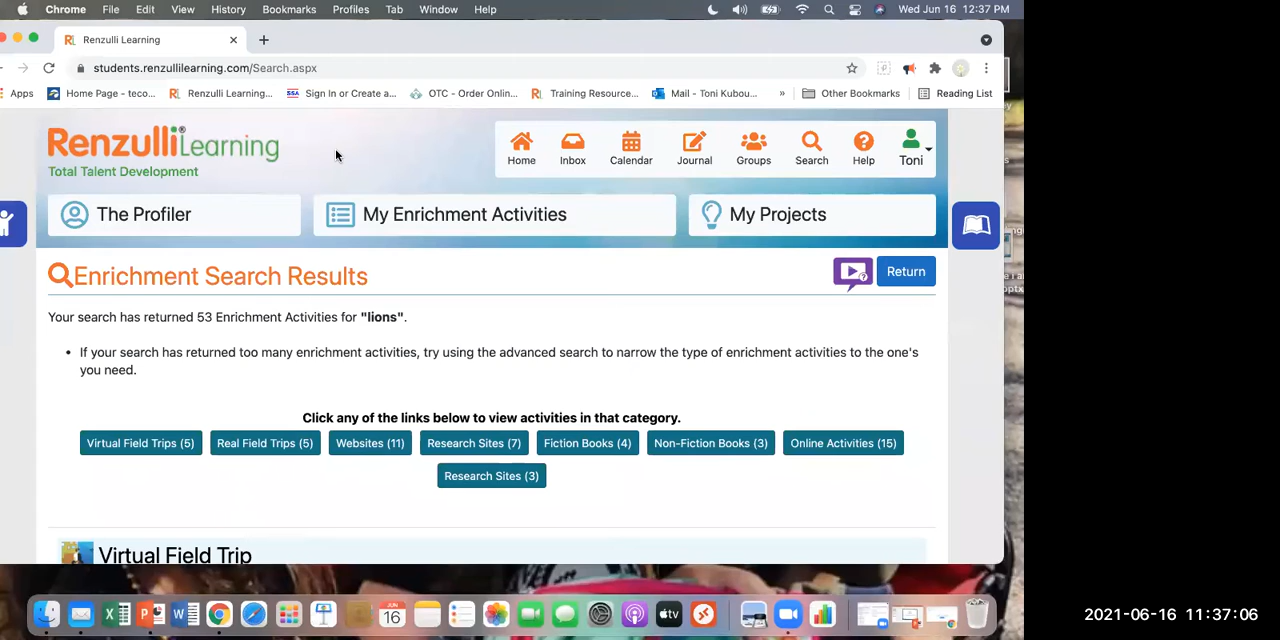 Chrome File Edit View History Bookmarks Profiles Tab Window Help Wed Jun 16 12:37 PM
Renzulli Learning
students.renzullilearning.com/Search.aspx
Apps Home Page - teco... Renzulli Learning... Sign In or Create a... OTC - Order Onlin... Training Resource... Mail - Toni Kubou... » Other Bookmarks Reading List
Renzulli® Learning
Total Talent Development
Home Inbox Calendar Journal Groups Search Help Toni
The Profiler My Enrichment Activities My Projects
Enrichment Search Results
Return
Your search has returned 53 Enrichment Activities for "lions".
• If your search has returned too many enrichment activities, try using the advanced search to narrow the type of enrichment activities to the one's
you need.
Click any of the links below to view activities in that category.
Virtual Field Trips (5) Real Field Trips (5) Websites (11) Research Sites (7) Fiction Books (4) Non-Fiction Books (3) Online Activities (15)
Research Sites (3)
Virtual Field Trip
JUN
16
tv
2021-06-16 11:37:06